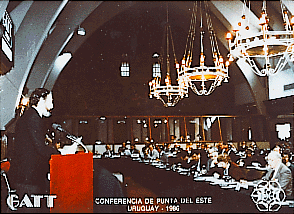 GATT
CONFERENCIA DE PUNTA DEL ESTE
URUGUAY - 1986